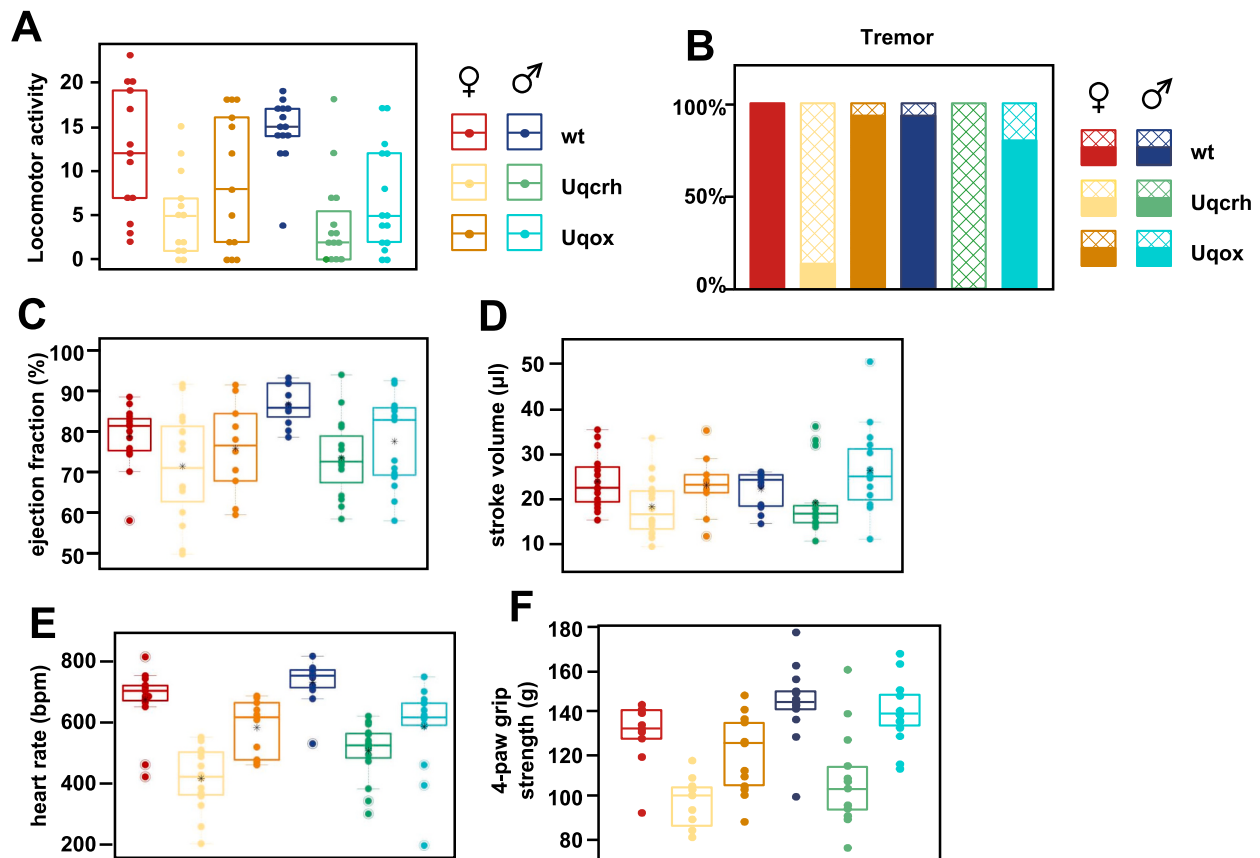 A
Locomotor activity
20
15
10
5
0
♀ ♂
wt
Uqcrh
Uqox
B
Tremor
100%
50%
0%
♀ ♂
wt
Uqcrh
Uqox
C
ejection fraction (%)
100
90
80
70
60
50
D
stroke volume (µl)
50
40
30
20
10
E
heart rate (bpm)
800
600
400
200
F
4-paw grip
strength (g)
180
160
140
120
100
80